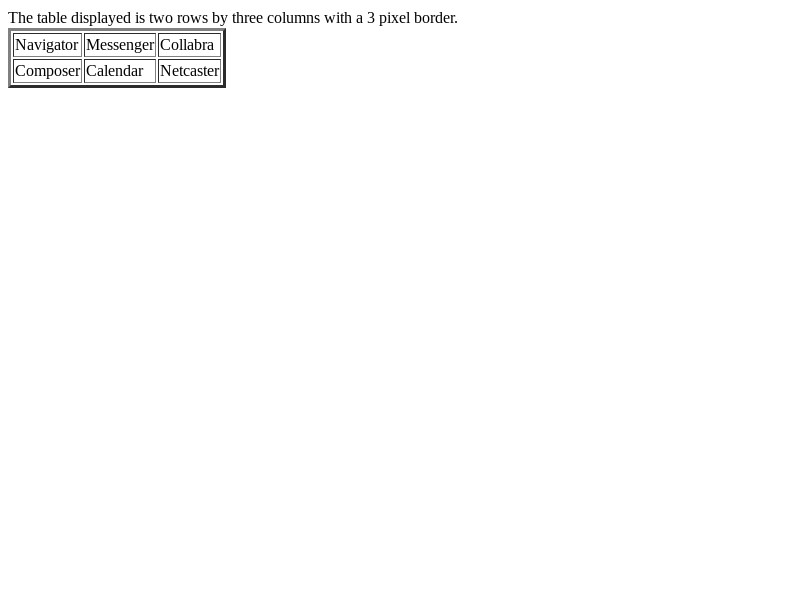 The table displayed is two rows by three columns with a 3 pixel border.
Navigator Messenger Collabra
Composer Calendar Netcaster